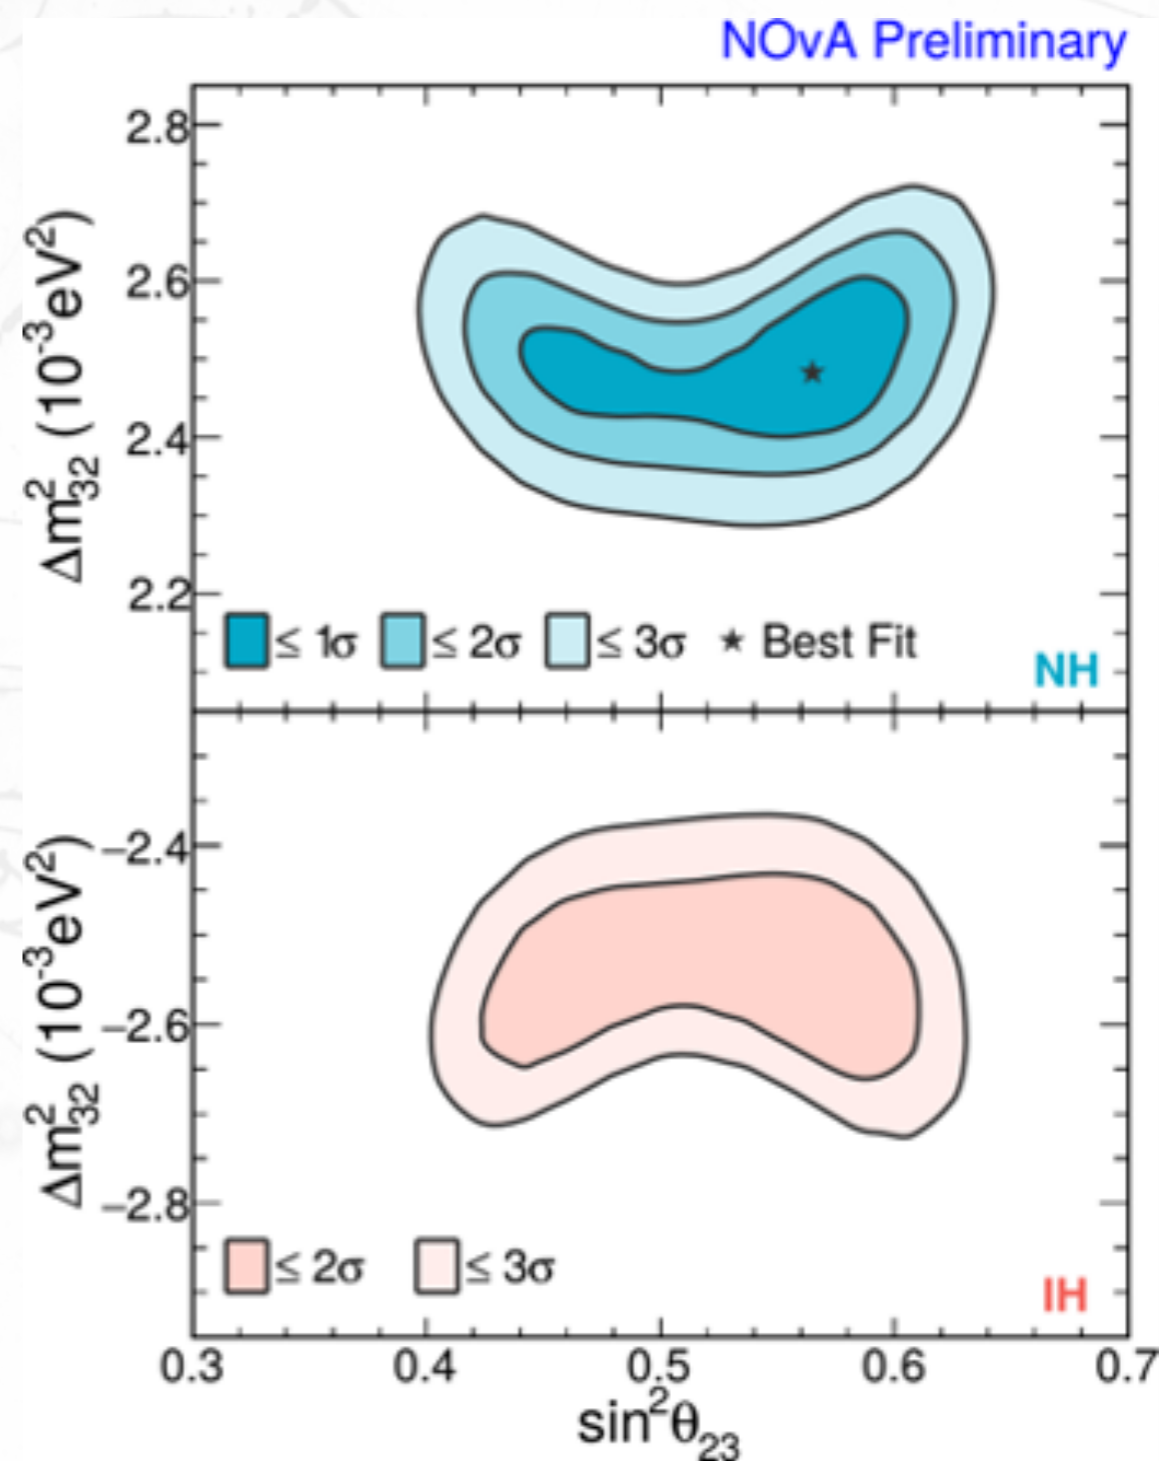 NOvA Preliminary
Δm²₃₂ (10⁻³eV²)
2.8
2.6
2.4
2.2
≤ 1σ ≤ 2σ ≤ 3σ ★ Best Fit
NH
Δm²₃₂ (10⁻³eV²)
−2.4
−2.6
−2.8
≤ 2σ ≤ 3σ
IH
0.3 0.4 0.5 0.6 0.7
sin²θ₂₃